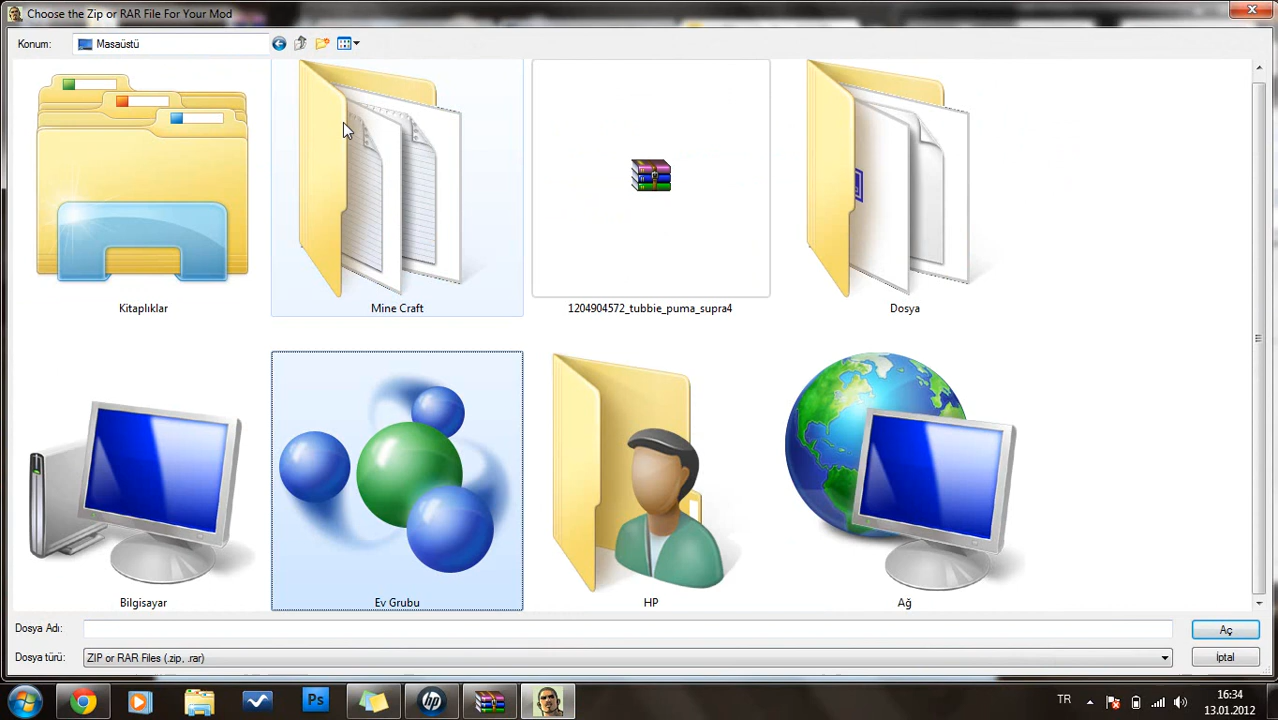 Choose the Zip or RAR File For Your Mod
Konum:
Masaüstü
Kitaplıklar
Mine Craft
1204904572_tubbie_puma_supra4
Dosya
Bilgisayar
Ev Grubu
HP
Ağ
Dosya Adı:
Aç
Dosya türü:
ZIP or RAR Files (.zip, .rar)
İptal
Ps
hp
TR
16:34
13.01.2012